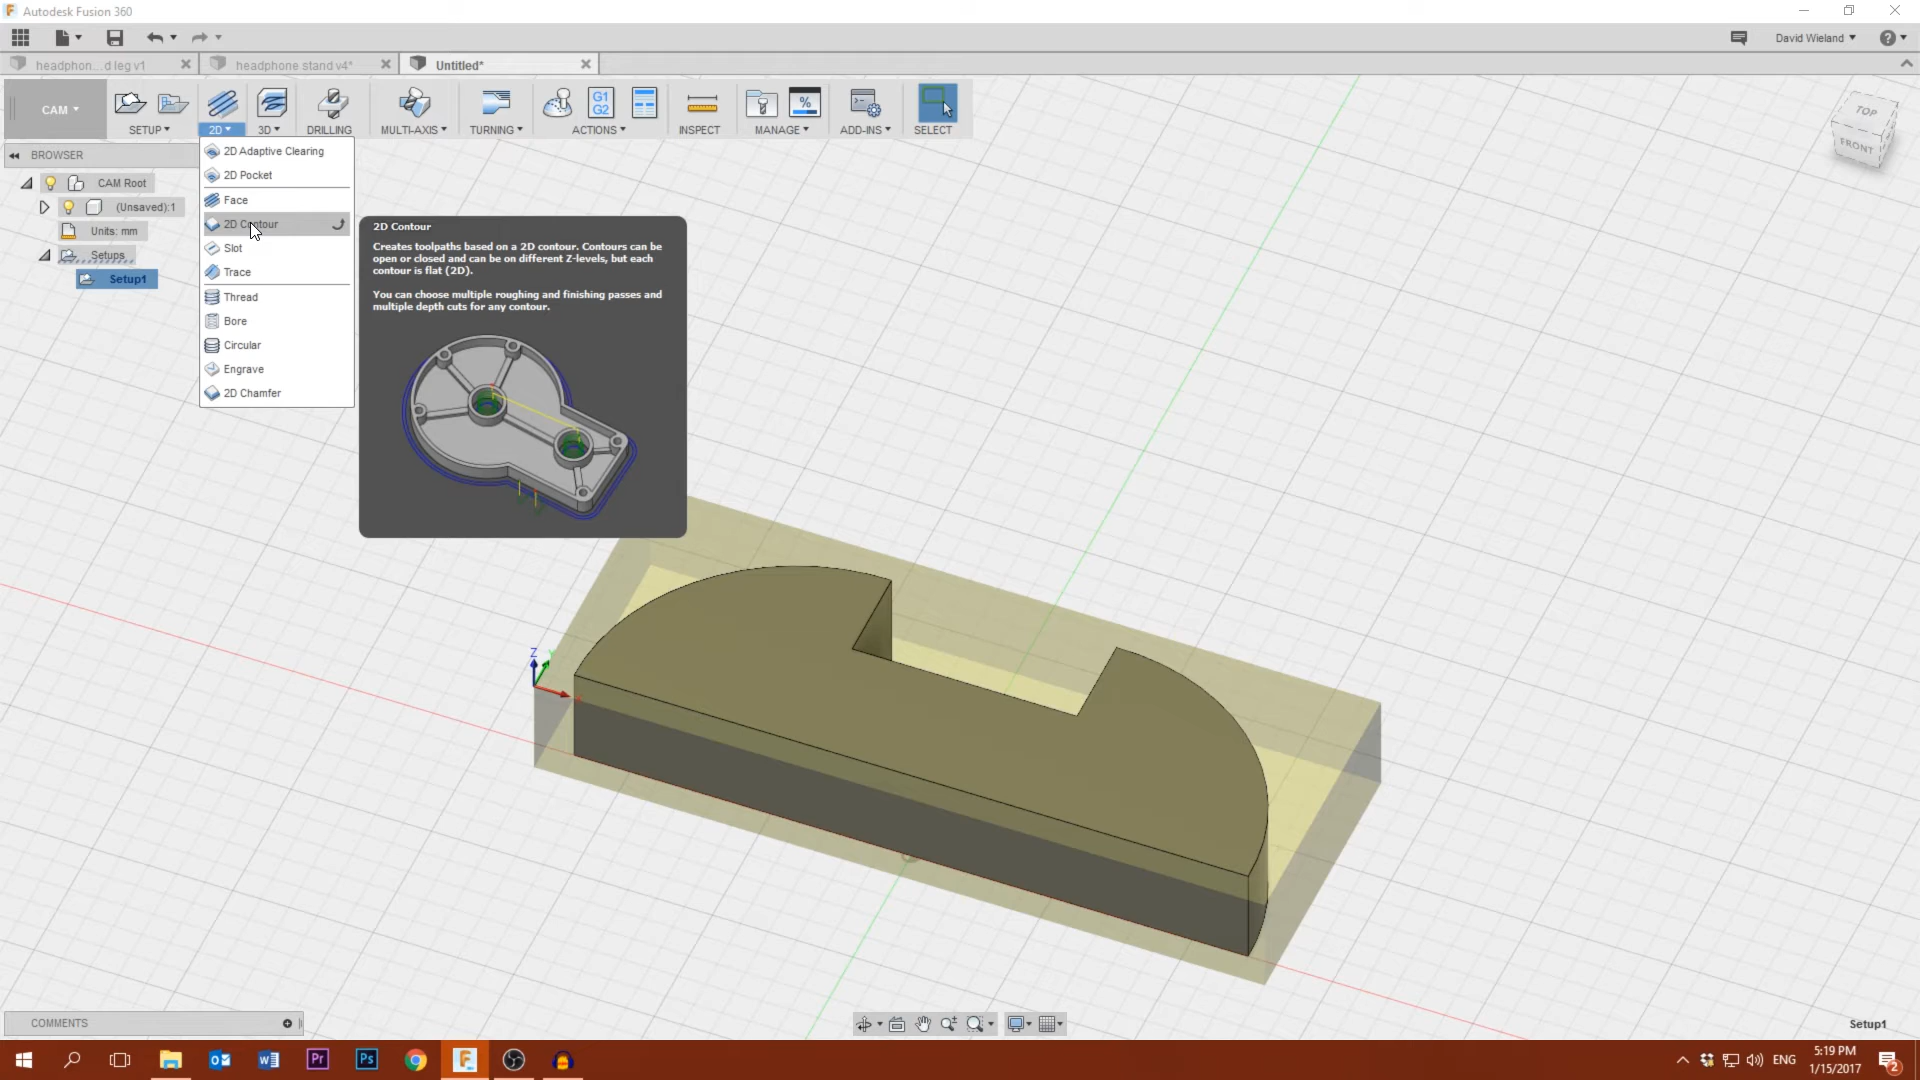 Autodesk Fusion 360
David Wieland
headphon...d leg v1
headphone stand v4*
Untitled*
CAM
SETUP
2D
3D
DRILLING
MULTI-AXIS
TURNING
G1
G2
ACTIONS
INSPECT
%
MANAGE
ADD-INS
SELECT
TOP
FRONT
BROWSER
CAM Root
(Unsaved):1
Units: mm
Setups
Setup1
2D Adaptive Clearing
2D Pocket
Face
2D Contour
Slot
Trace
Thread
Bore
Circular
Engrave
2D Chamfer
2D Contour
Creates toolpaths based on a 2D contour. Contours can be
open or closed and can be on different Z-levels, but each
contour is flat (2D).
You can choose multiple roughing and finishing passes and
multiple depth cuts for any contour.
Z
COMMENTS
Setup1
Pr
Ps
ENG
5:19 PM
1/15/2017
2